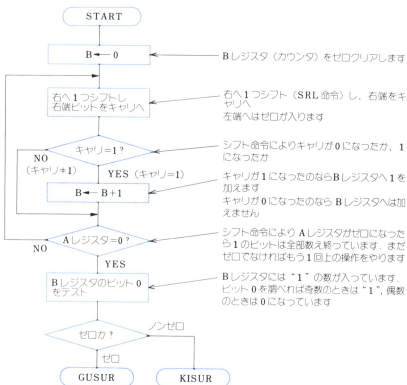 START
B ← 0
Bレジスタ(カウンタ)をゼロクリアします
右へ1つシフトし
右端ビットをキャリへ
右へ1つシフト(SRL命令)し,右端をキ
ャリへ
左端へはゼロが入ります
キャリ=1?
NO
(キャリ≠1)
YES(キャリ=1)
シフト命令によりキャリが0になったか,1
になったか
B ← B+1
キャリが1になったのならBレジスタへ1を
加えます
キャリが0になったのならBレジスタへは加
えません
Aレジスタ=0?
NO
YES
シフト命令によりAレジスタがゼロになった
ら1のビットは全部数え終っています.まだ
ゼロでなければもう1回上の操作をやります
Bレジスタのビット0
をテスト
Bレジスタには“1”の数が入っています.
ビット0を調べれば奇数のときは“1”,偶数
のときは0になっています
ゼロか?
ノンゼロ
ゼロ
GUSUR
KISUR